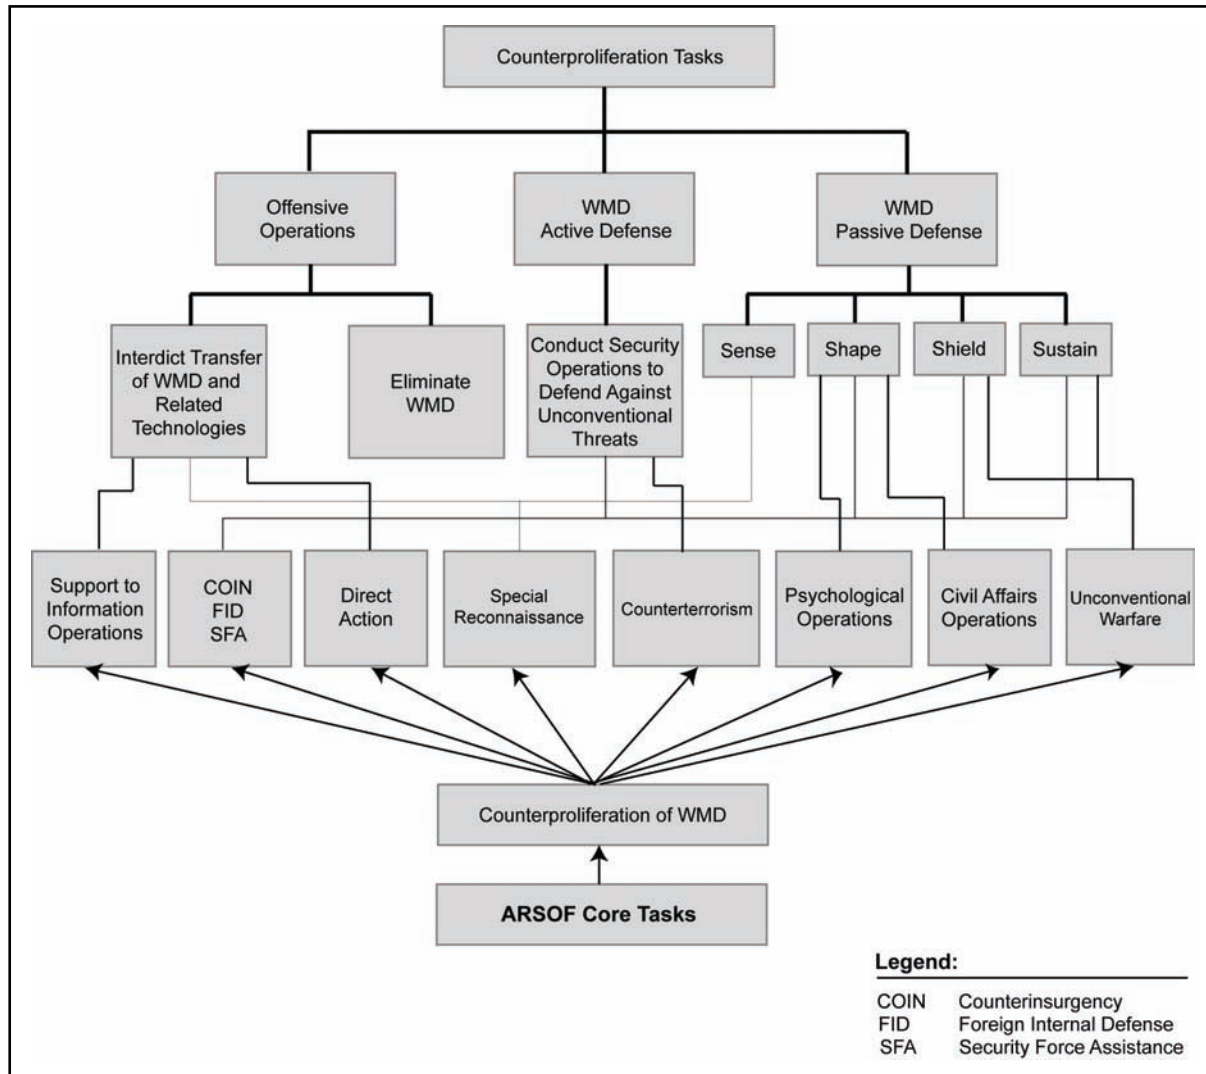 Counterproliferation Tasks
Offensive
Operations
WMD
Active Defense
WMD
Passive Defense
Interdict Transfer
of WMD and
Related
Technologies
Eliminate
WMD
Conduct Security
Operations to
Defend Against
Unconventional
Threats
Sense
Shape
Shield
Sustain
Support to
Information
Operations
COIN
FID
SFA
Direct
Action
Special
Reconnaissance
Counterterrorism
Psychological
Operations
Civil Affairs
Operations
Unconventional
Warfare
Counterproliferation of WMD
ARSOF Core Tasks
Legend:
COIN Counterinsurgency
FID Foreign Internal Defense
SFA Security Force Assistance